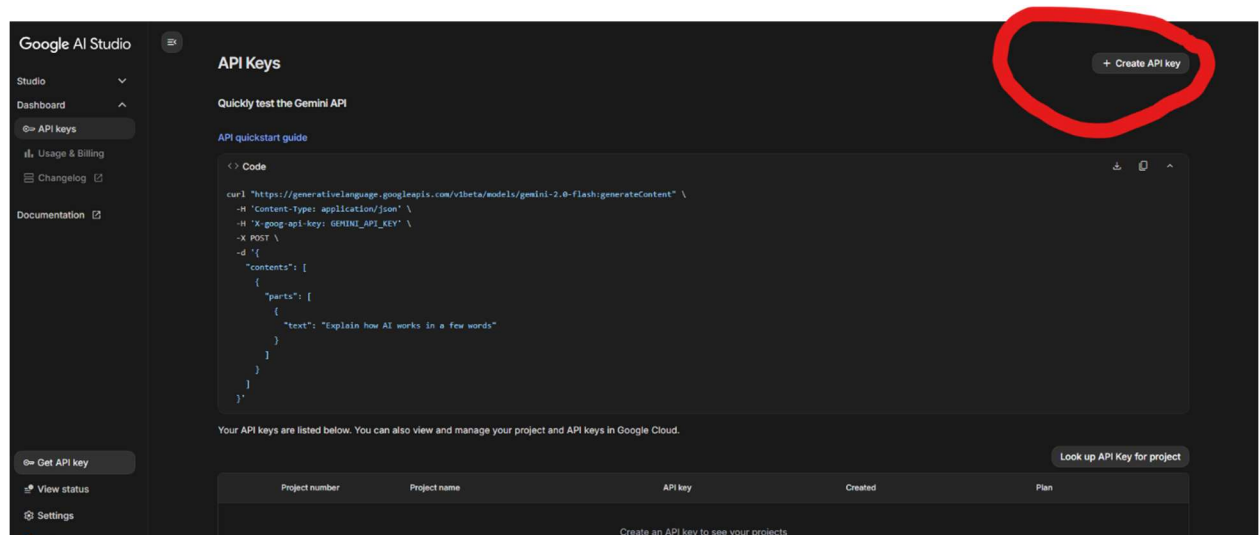 Google AI Studio
Studio
Dashboard
API keys
Usage & Billing
Changelog
Documentation
Get API key
View status
Settings
API Keys
+ Create API key
Quickly test the Gemini API
API quickstart guide
<> Code
curl "https://generativelanguage.googleapis.com/v1beta/models/gemini-2.0-flash:generateContent" \
-H 'Content-Type: application/json' \
-H 'X-goog-api-key: GEMINI_API_KEY' \
-X POST \
-d '{
"contents": [
{
"parts": [
{
"text": "Explain how AI works in a few words"
}
]
}
]
}'
Your API keys are listed below. You can also view and manage your project and API keys in Google Cloud.
Look up API Key for project
Project number Project name API key Created Plan
Create an API key to see your projects